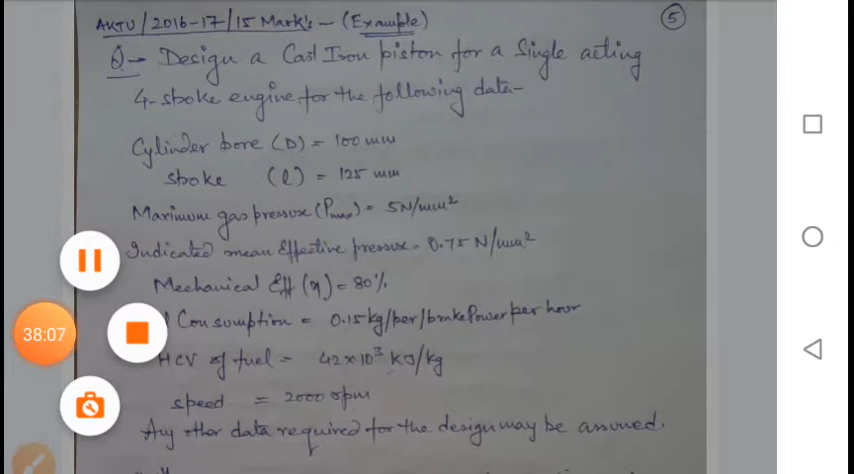 AKTU/2016-17/15 Mark's - (Example)
5
Q→ Design a Cast Iron piston for a Single acting
4-stroke engine for the following data-
Cylinder bore (D) = 100 mm
stroke (l) = 125 mm
Maximum gas pressure (Pmax) = 5N/mm²
Indicated mean Effective pressure = 0.75 N/mm²
Mechanical Eff (η) = 80%
38:07
l Consumption = 0.15 kg/per/brake Power per hour
HCV of fuel = 42×10³ KJ/kg
speed = 2000 rpm
Any other data required for the design may be assumed.